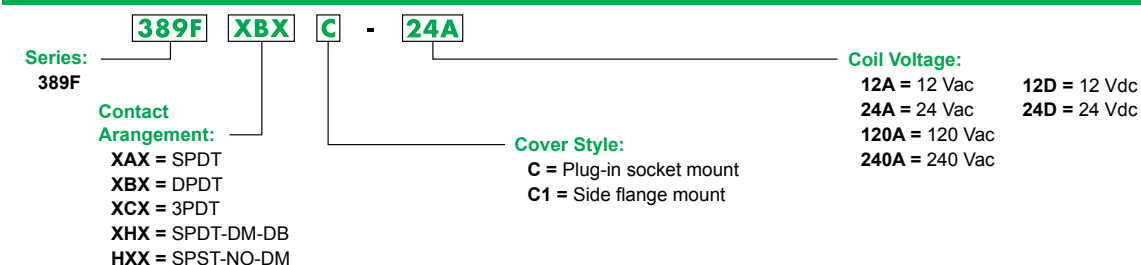 389F XBX C - 24A
Series:
389F
Contact
Arangement:
XAX = SPDT
XBX = DPDT
XCX = 3PDT
XHX = SPDT-DM-DB
HXX = SPST-NO-DM
Cover Style:
C = Plug-in socket mount
C1 = Side flange mount
Coil Voltage:
12A = 12 Vac 12D = 12 Vdc
24A = 24 Vac 24D = 24 Vdc
120A = 120 Vac
240A = 240 Vac